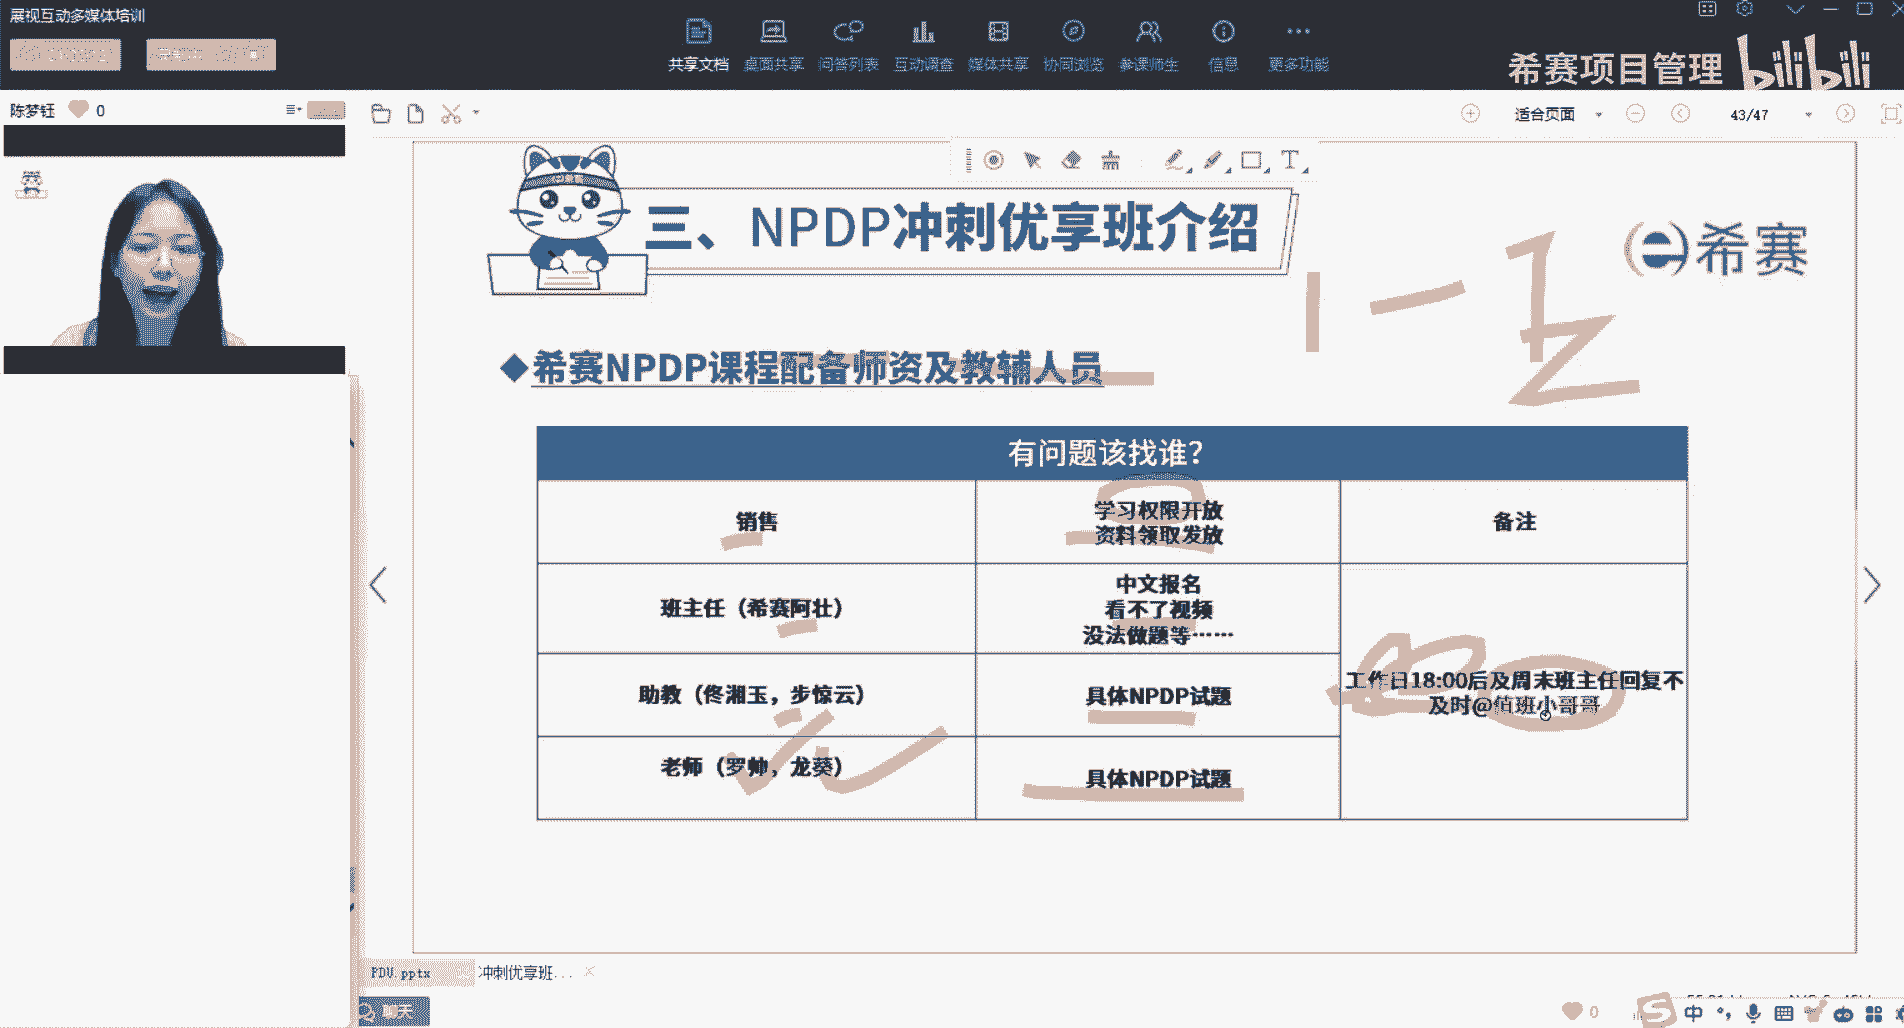 展视互动多媒体培训
共享文档 桌面共享 问答列表 互动调查 媒体共享 协同浏览 参课师生 信息 更多功能
希赛项目管理 bilibili
陈梦钰 0
适合页面 43/47
三、NPDP冲刺优享班介绍
希赛
1-5
◆希赛NPDP课程配备师资及教辅人员
有问题该找谁?
销售
学习权限开放
资料领取发放
备注
班主任（希赛阿壮）
中文报名
看不了视频
没法做题等……
助教（佟湘玉，步惊云）
具体NPDP试题
工作日18:00后及周末班主任回复不
及时@值班小哥哥
老师（罗帅，龙葵）
具体NPDP试题
PDU.pptx 冲刺优享班...
聊天
0
中